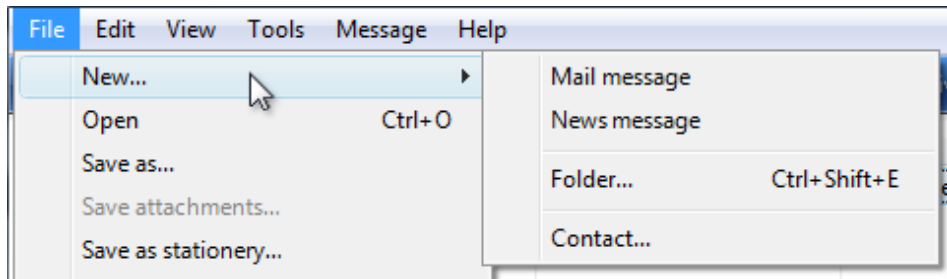 File Edit View Tools Message Help
New...
Open Ctrl+O
Save as...
Save attachments...
Save as stationery...
Mail message
News message
Folder... Ctrl+Shift+E
Contact...